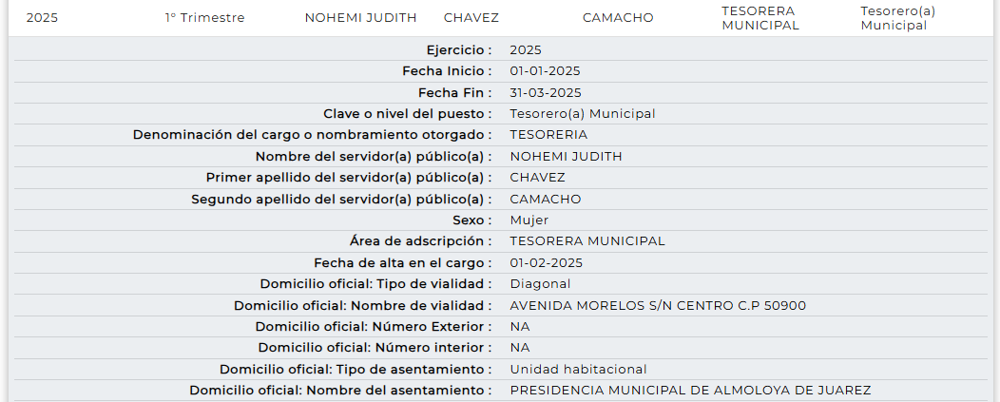 2025 1° Trimestre NOHEMI JUDITH CHAVEZ CAMACHO TESORERA MUNICIPAL Tesorero(a) Municipal
Ejercicio : 2025
Fecha Inicio : 01-01-2025
Fecha Fin : 31-03-2025
Clave o nivel del puesto : Tesorero(a) Municipal
Denominación del cargo o nombramiento otorgado : TESORERIA
Nombre del servidor(a) público(a) : NOHEMI JUDITH
Primer apellido del servidor(a) público(a) : CHAVEZ
Segundo apellido del servidor(a) público(a) : CAMACHO
Sexo : Mujer
Área de adscripción : TESORERA MUNICIPAL
Fecha de alta en el cargo : 01-02-2025
Domicilio oficial: Tipo de vialidad : Diagonal
Domicilio oficial: Nombre de vialidad : AVENIDA MORELOS S/N CENTRO C.P 50900
Domicilio oficial: Número Exterior : NA
Domicilio oficial: Número interior : NA
Domicilio oficial: Tipo de asentamiento : Unidad habitacional
Domicilio oficial: Nombre del asentamiento : PRESIDENCIA MUNICIPAL DE ALMOLOYA DE JUAREZ